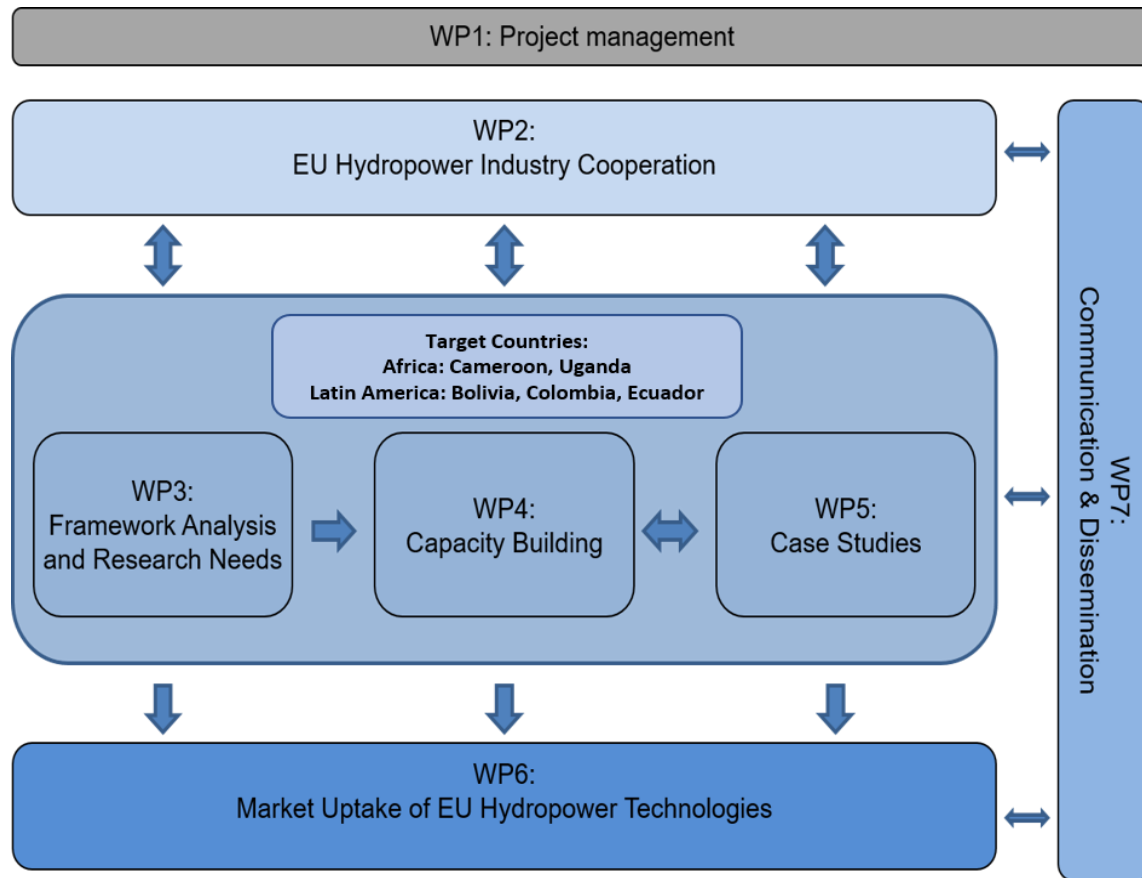 WP1: Project management
WP2:
EU Hydropower Industry Cooperation
Target Countries:
Africa: Cameroon, Uganda
Latin America: Bolivia, Colombia, Ecuador
WP3:
Framework Analysis
and Research Needs
WP4:
Capacity Building
WP5:
Case Studies
WP6:
Market Uptake of EU Hydropower Technologies
WP7:
Communication & Dissemination